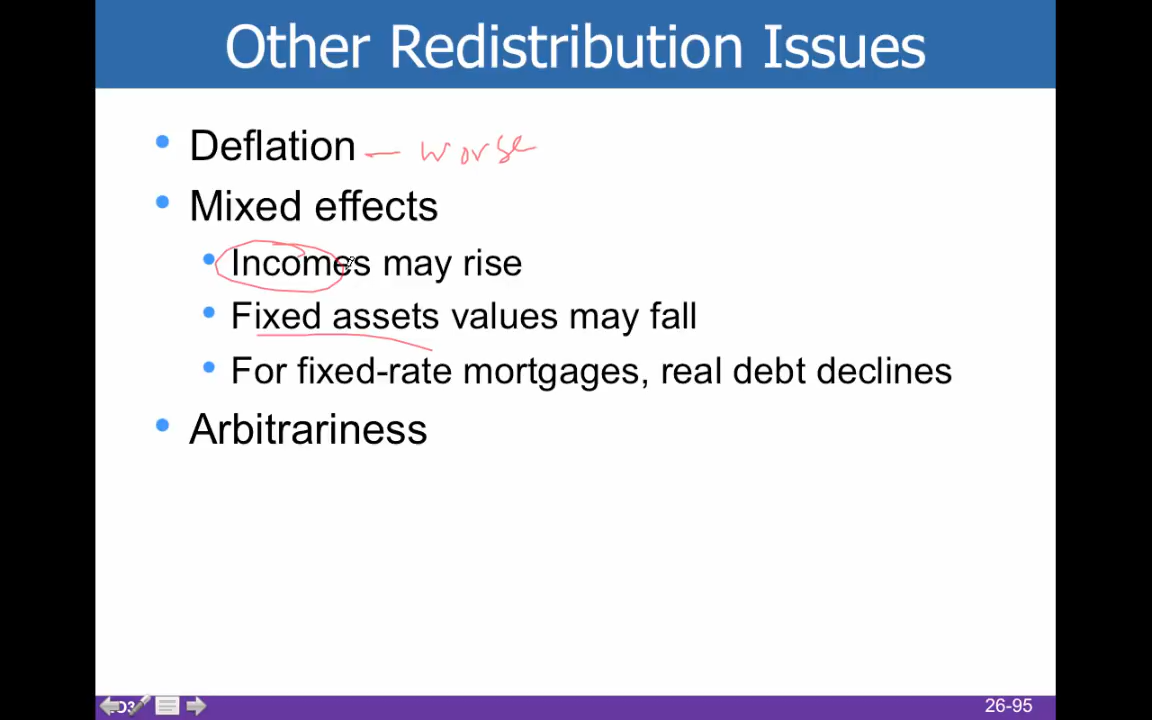 Other Redistribution Issues
• Deflation — worse
• Mixed effects
• Incomes may rise
• Fixed assets values may fall
• For fixed-rate mortgages, real debt declines
• Arbitrariness
26-95